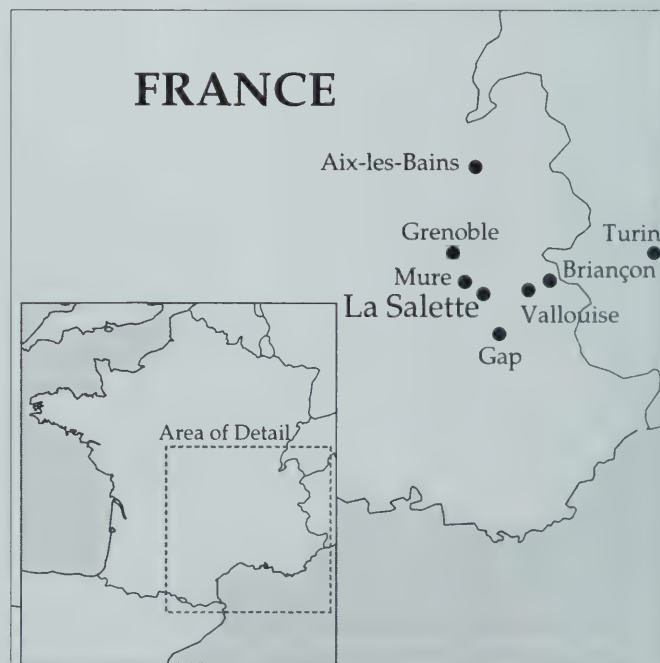 FRANCE
Aix-les-Bains
Grenoble
Turin
Mure
Briançon
La Salette
Vallouise
Gap
Area of Detail